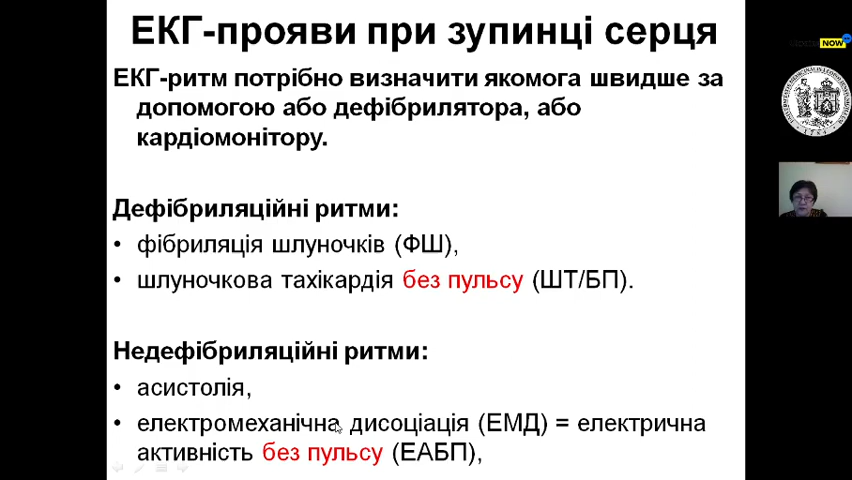 ЕКГ-прояви при зупинці серця
ЕКГ-ритм потрібно визначити якомога швидше за
допомогою або дефібрилятора, або
кардіомонітору.
Дефібриляційні ритми:
• фібриляція шлуночків (ФШ),
• шлуночкова тахікардія без пульсу (ШТ/БП).
Недефібриляційні ритми:
• асистолія,
• електромеханічна дисоціація (ЕМД) = електрична
активність без пульсу (ЕАБП),
NOW
1784